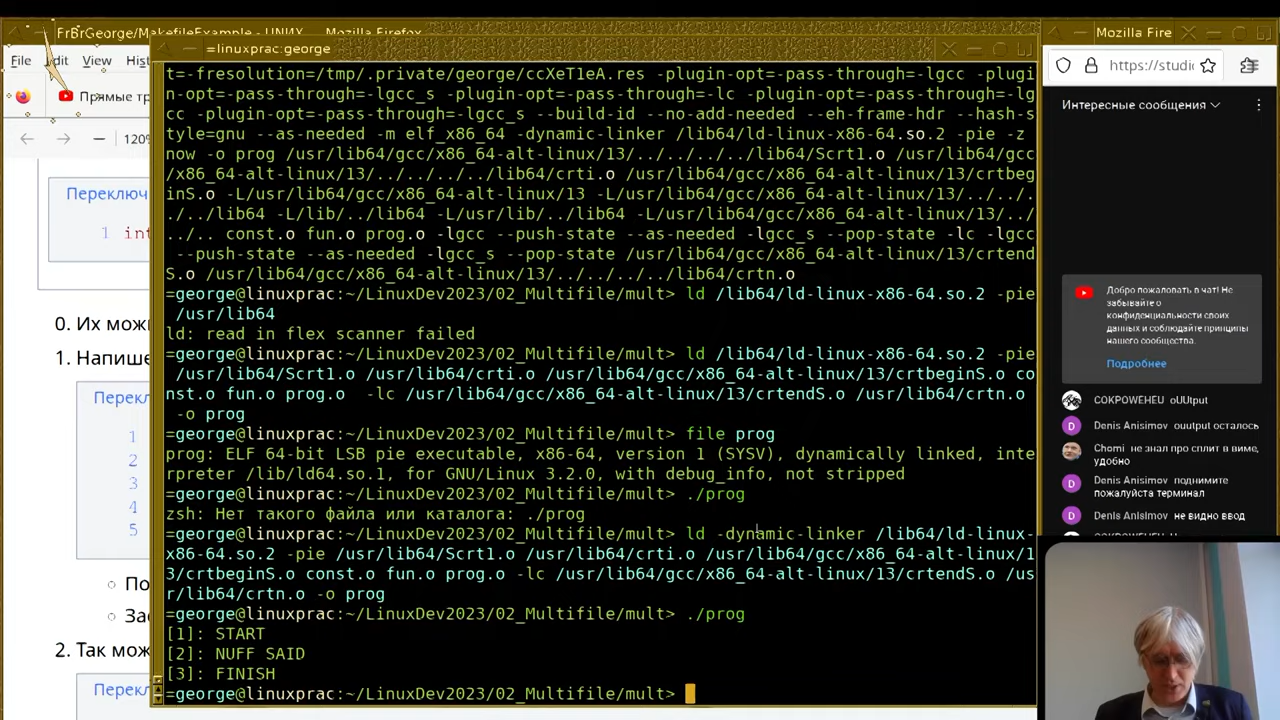 FrBrGeorge/MakefileExample - UNIX — Mozilla Firefox
File Edit View Hist
Прямые тр
120%
Переключ
1 int
0. Их можн
1. Напише
Переключ
1
2
3
4
5
По
Зас
2. Так мож
Переклк
=linuxprac:george
t=-fresolution=/tmp/.private/george/ccXeT1eA.res -plugin-opt=-pass-through=-lgcc -plugi
n-opt=-pass-through=-lgcc_s -plugin-opt=-pass-through=-lc -plugin-opt=-pass-through=-l
gcc -plugin-opt=-pass-through=-lgcc_s --build-id --no-add-needed --eh-frame-hdr --hash-s
tyle=gnu --as-needed -m elf_x86_64 -dynamic-linker /lib64/ld-linux-x86-64.so.2 -pie -z
now -o prog /usr/lib64/gcc/x86_64-alt-linux/13/../../../../lib64/Scrt1.o /usr/lib64/gcc
/x86_64-alt-linux/13/../../../../lib64/crti.o /usr/lib64/gcc/x86_64-alt-linux/13/crtbe
ginS.o -L/usr/lib64/gcc/x86_64-alt-linux/13 -L/usr/lib64/gcc/x86_64-alt-linux/13/../..
/../../lib64 -L/lib/../lib64 -L/usr/lib/../lib64 -L/usr/lib64/gcc/x86_64-alt-linux/13/../
../.. const.o fun.o prog.o -lgcc --push-state --as-needed -lgcc_s --pop-state -lc -lgcc
--push-state --as-needed -lgcc_s --pop-state /usr/lib64/gcc/x86_64-alt-linux/13/crtend
S.o /usr/lib64/gcc/x86_64-alt-linux/13/../../../../lib64/crtn.o
=george@linuxprac:~/LinuxDev2023/02_Multifile/mult> ld /lib64/ld-linux-x86-64.so.2 -pie
/usr/lib64
ld: read in flex scanner failed
=george@linuxprac:~/LinuxDev2023/02_Multifile/mult> ld /lib64/ld-linux-x86-64.so.2 -pie
/usr/lib64/Scrt1.o /usr/lib64/crti.o /usr/lib64/gcc/x86_64-alt-linux/13/crtbeginS.o co
nst.o fun.o prog.o  -lc /usr/lib64/gcc/x86_64-alt-linux/13/crtendS.o /usr/lib64/crtn.o
-o prog
=george@linuxprac:~/LinuxDev2023/02_Multifile/mult> file prog
prog: ELF 64-bit LSB pie executable, x86-64, version 1 (SYSV), dynamically linked, inte
rpreter /lib/ld64.so.1, for GNU/Linux 3.2.0, with debug_info, not stripped
=george@linuxprac:~/LinuxDev2023/02_Multifile/mult> ./prog
zsh: Нет такого файла или каталога: ./prog
=george@linuxprac:~/LinuxDev2023/02_Multifile/mult> ld -dynamic-linker /lib64/ld-linux-
x86-64.so.2 -pie /usr/lib64/Scrt1.o /usr/lib64/crti.o /usr/lib64/gcc/x86_64-alt-linux/1
3/crtbeginS.o const.o fun.o prog.o -lc /usr/lib64/gcc/x86_64-alt-linux/13/crtendS.o /us
r/lib64/crtn.o -o prog
=george@linuxprac:~/LinuxDev2023/02_Multifile/mult> ./prog
[1]: START
[2]: NUFF SAID
[3]: FINISH
=george@linuxprac:~/LinuxDev2023/02_Multifile/mult>
Mozilla Fire
https://studi
Интересные сообщения
Добро пожаловать в чат! Не
забывайте о
конфиденциальности своих
данных и соблюдайте принципы
нашего сообщества.
Подробнее
COKPOWEHEU oUUtput
Denis Anisimov ouutput осталось
Chorni не знал про сплит в виме,
удобно
Denis Anisimov поднимите
пожалуйста терминал
Denis Anisimov не видно ввод